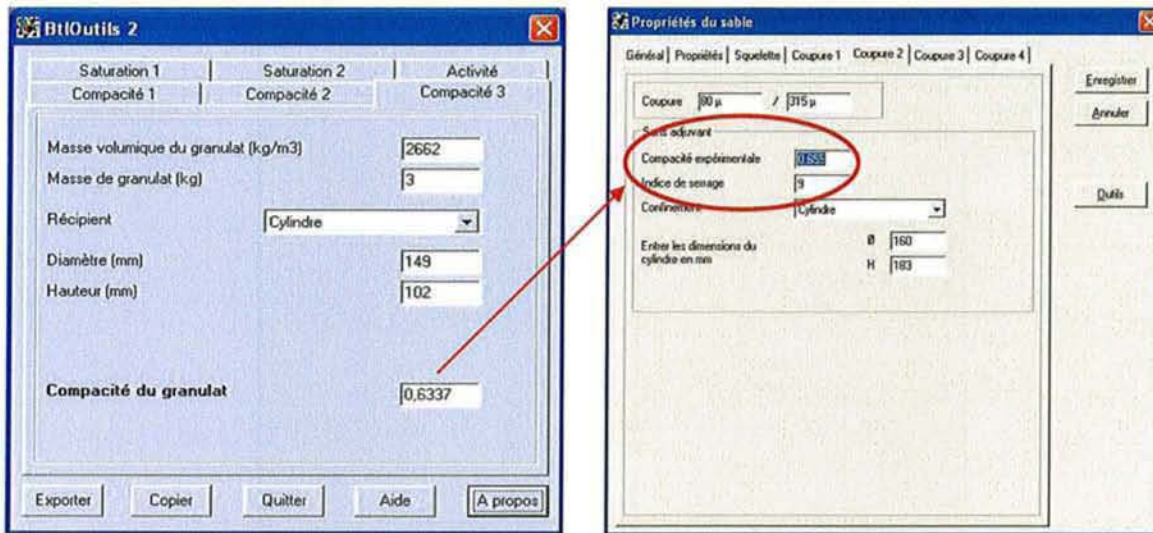 BtlOutils 2
Saturation 1 Saturation 2 Activité
Compacité 1 Compacité 2 Compacité 3
Masse volumique du granulat (kg/m3) 2662
Masse de granulat (kg) 3
Récipient Cylindre
Diamètre (mm) 149
Hauteur (mm) 102
Compacité du granulat 0,6337
Exporter Copier Quitter Aide A propos
Propriétés du sable
Général Propriétés Squelette Coupure 1 Coupure 2 Coupure 3 Coupure 4
Enregistrer
Annuler
Outils
Coupure 80 µ / 315 µ
Sans adjuvant
Compacité expérimentale 0.655
Indice de serrage 9
Confinement Cylindre
Entrer les dimensions du
cylindre en mm
Ø 160
H 183